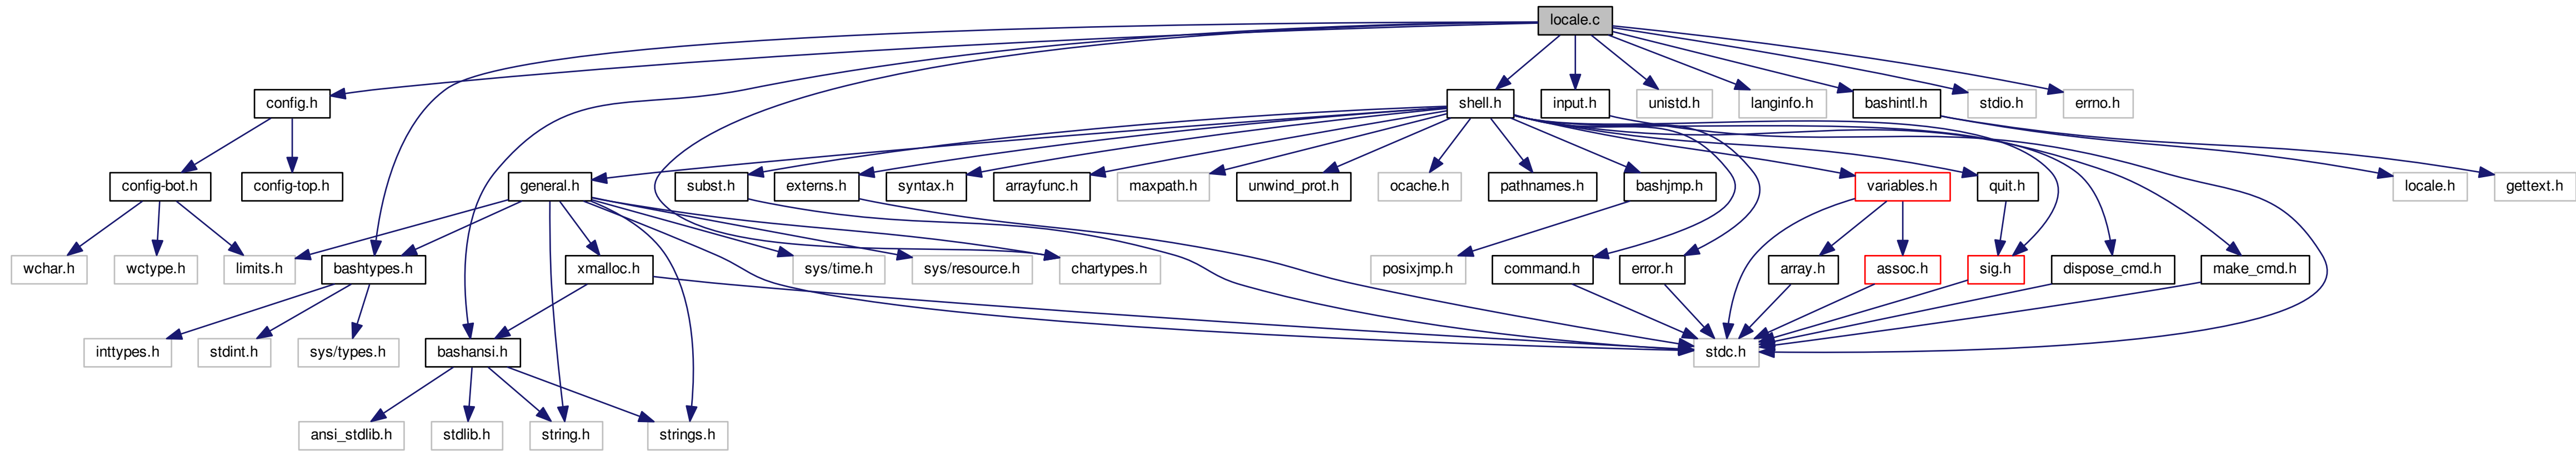 locale.c
config.h
shell.h
input.h
unistd.h
langinfo.h
bashintl.h
stdio.h
errno.h
config-bot.h
config-top.h
general.h
subst.h
externs.h
syntax.h
arrayfunc.h
maxpath.h
unwind_prot.h
ocache.h
pathnames.h
bashjmp.h
variables.h
quit.h
locale.h
gettext.h
wchar.h
wctype.h
limits.h
bashtypes.h
xmalloc.h
sys/time.h
sys/resource.h
chartypes.h
posixjmp.h
command.h
error.h
array.h
assoc.h
sig.h
dispose_cmd.h
make_cmd.h
inttypes.h
stdint.h
sys/types.h
bashansi.h
stdc.h
ansi_stdlib.h
stdlib.h
string.h
strings.h